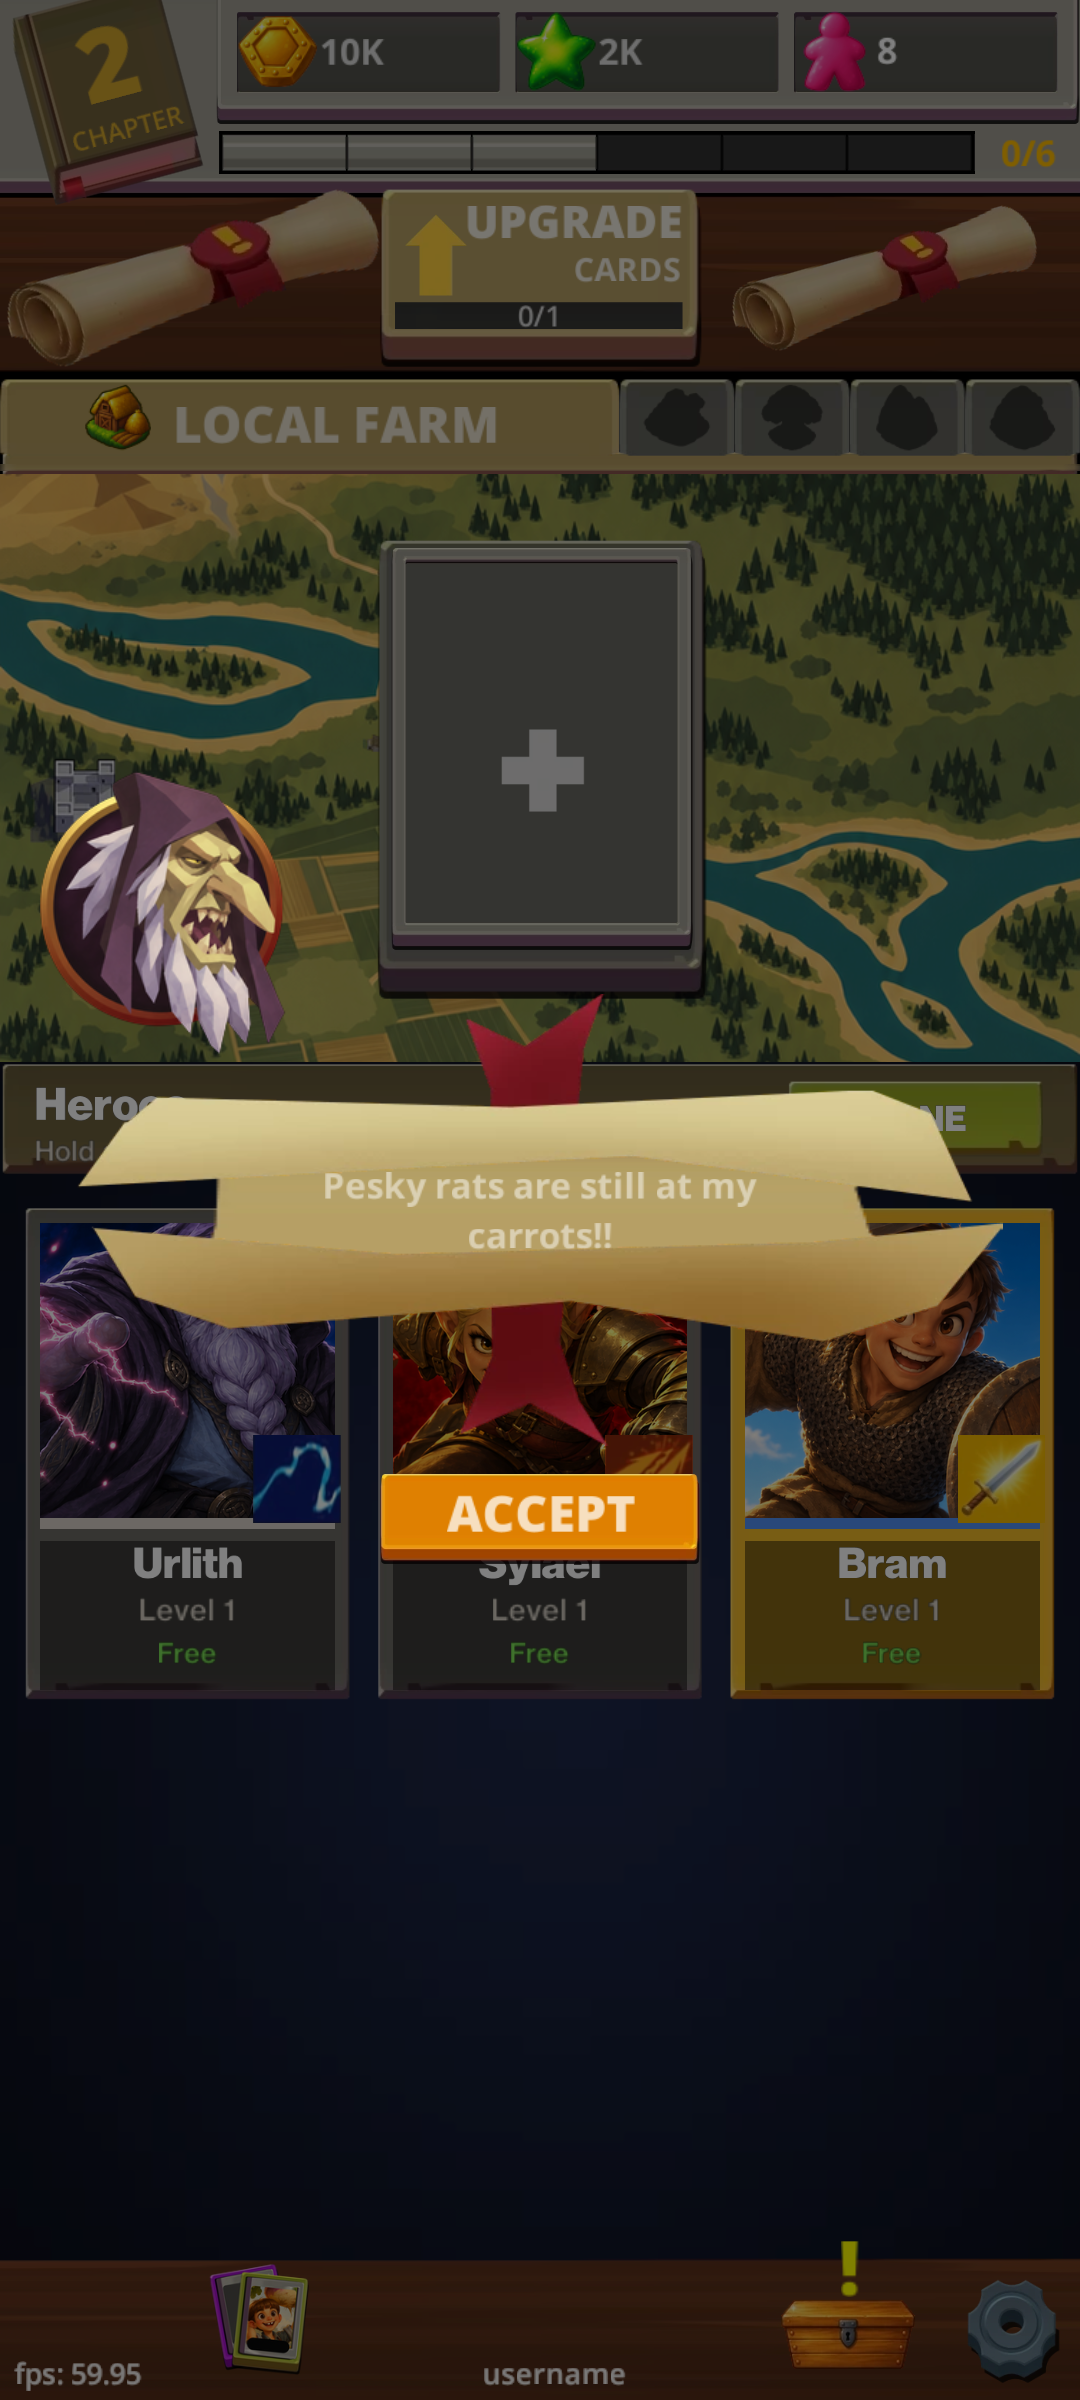 2
CHAPTER
10K
2K
8
0/6
UPGRADE
CARDS
0/1
LOCAL FARM
Hold
Pesky rats are still at my
carrots!!
ACCEPT
Urlith
Level 1
Free
Level 1
Free
Bram
Level 1
Free
fps: 59.95
username